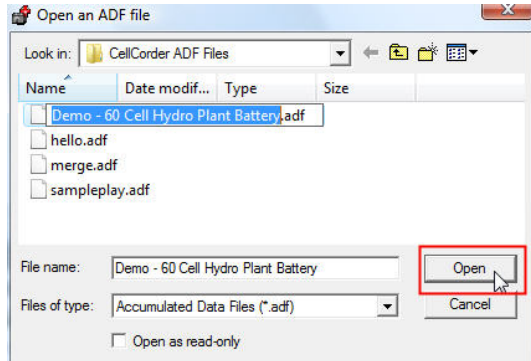 Open an ADF file
Look in: CellCorder ADF Files
Name Date modif... Type Size
Demo - 60 Cell Hydro Plant Battery.adf
hello.adf
merge.adf
sampleplay.adf
File name: Demo - 60 Cell Hydro Plant Battery Open
Files of type: Accumulated Data Files (*.adf) Cancel
Open as read-only